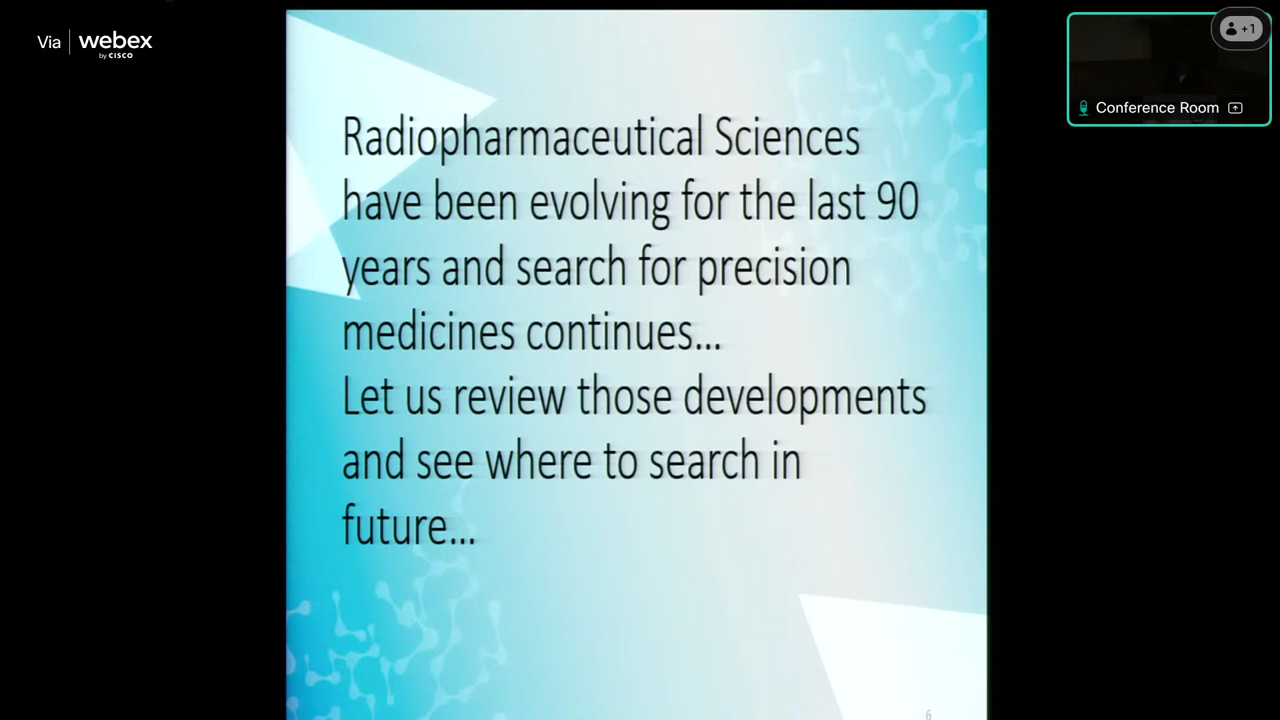 Via webex
by CISCO
+1
Conference Room
Radiopharmaceutical Sciences
have been evolving for the last 90
years and search for precision
medicines continues...
Let us review those developments
and see where to search in
future...
6